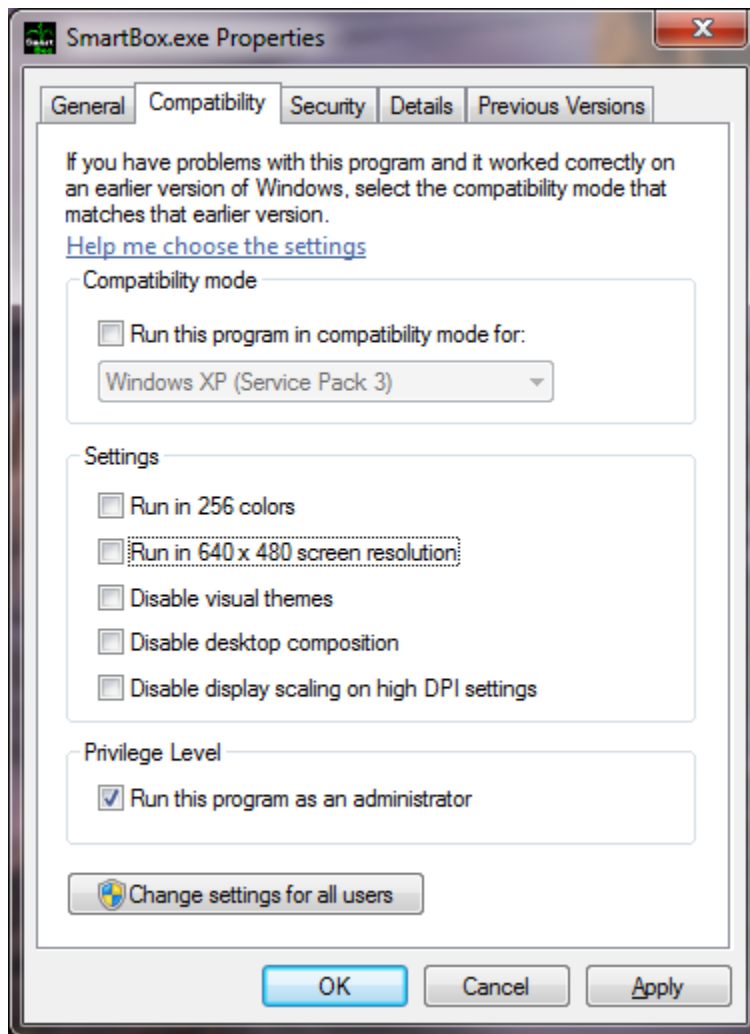 SmartBox.exe Properties
General Compatibility Security Details Previous Versions
If you have problems with this program and it worked correctly on
an earlier version of Windows, select the compatibility mode that
matches that earlier version.
Help me choose the settings
Compatibility mode
Run this program in compatibility mode for:
Windows XP (Service Pack 3)
Settings
Run in 256 colors
Run in 640 x 480 screen resolution
Disable visual themes
Disable desktop composition
Disable display scaling on high DPI settings
Privilege Level
Run this program as an administrator
Change settings for all users
OK Cancel Apply